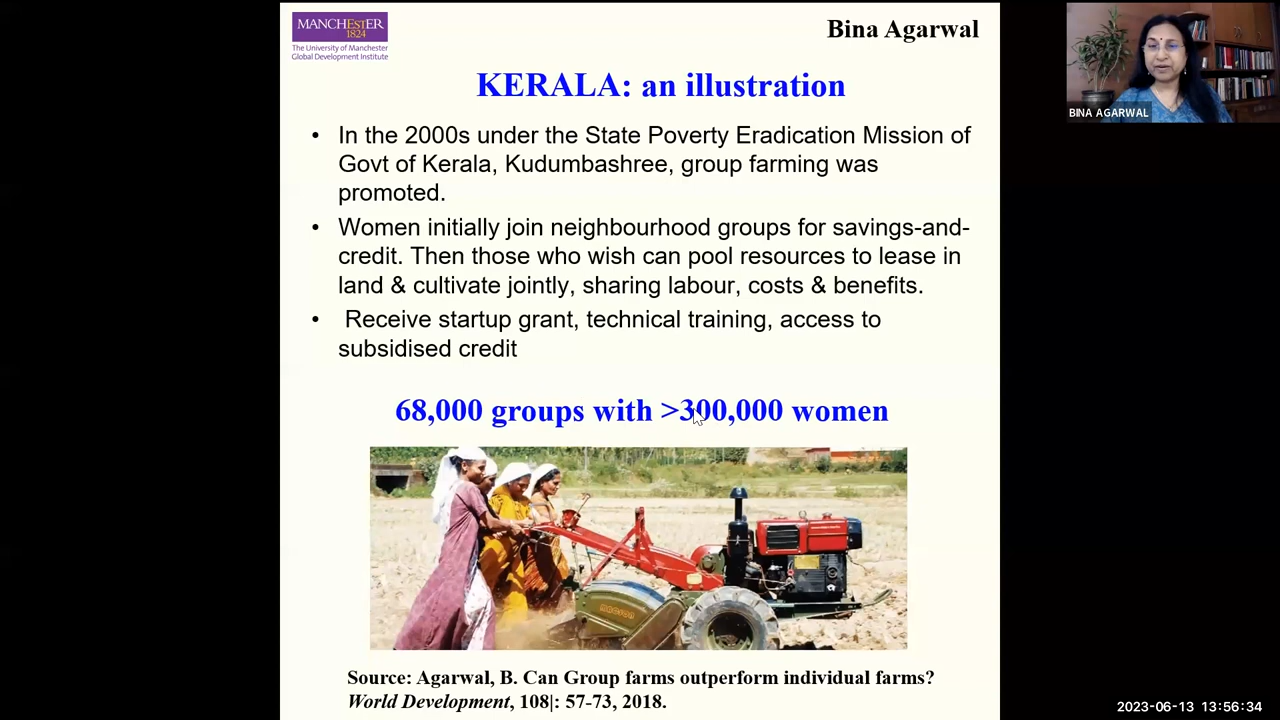 MANCHESTER
1824
The University of Manchester
Global Development Institute
Bina Agarwal
BINA AGARWAL
KERALA: an illustration
• In the 2000s under the State Poverty Eradication Mission of
Govt of Kerala, Kudumbashree, group farming was
promoted.
• Women initially join neighbourhood groups for savings-and-
credit. Then those who wish can pool resources to lease in
land & cultivate jointly, sharing labour, costs & benefits.
• Receive startup grant, technical training, access to
subsidised credit
68,000 groups with >300,000 women
Source: Agarwal, B. Can Group farms outperform individual farms?
World Development, 108|: 57-73, 2018.
2023-06-13 13:56:34